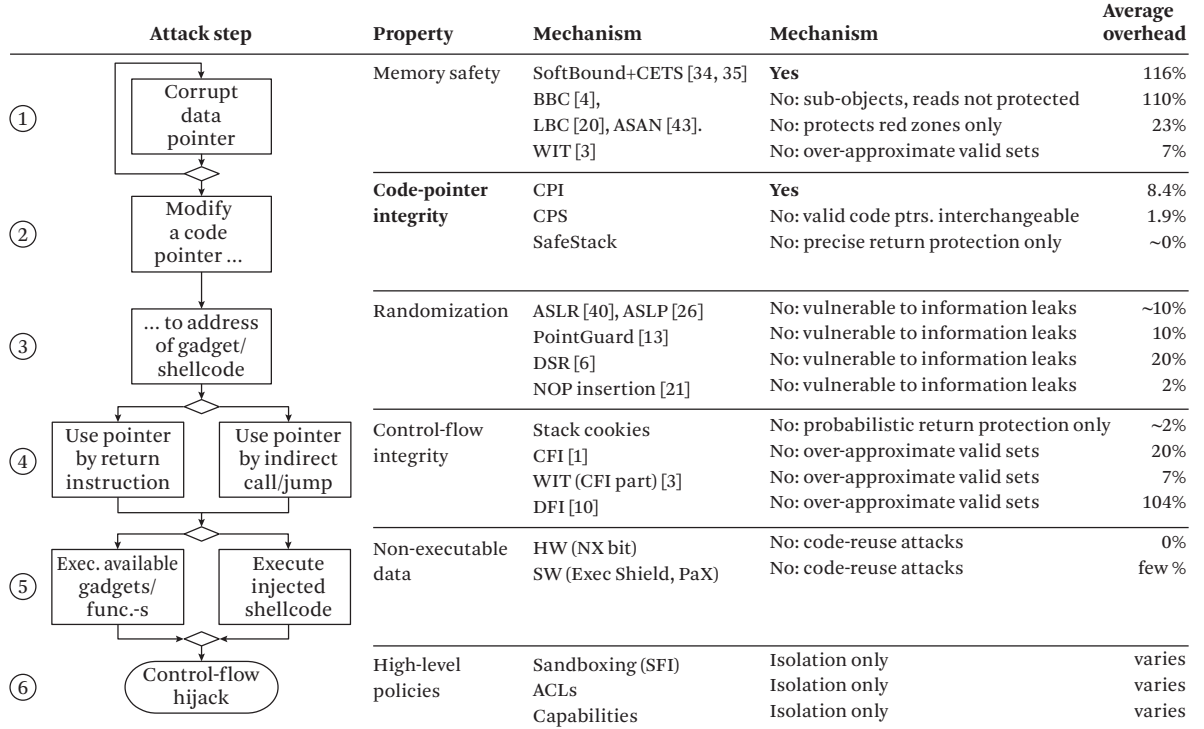 Attack step Property Mechanism Mechanism Average overhead
① Corrupt data pointer
Memory safety SoftBound+CETS [34, 35] Yes 116%
BBC [4], No: sub-objects, reads not protected 110%
LBC [20], ASAN [43]. No: protects red zones only 23%
WIT [3] No: over-approximate valid sets 7%
② Modify a code pointer ...
Code-pointer integrity CPI Yes 8.4%
CPS No: valid code ptrs. interchangeable 1.9%
SafeStack No: precise return protection only ~0%
③ ... to address of gadget/ shellcode
Randomization ASLR [40], ASLP [26] No: vulnerable to information leaks ~10%
PointGuard [13] No: vulnerable to information leaks 10%
DSR [6] No: vulnerable to information leaks 20%
NOP insertion [21] No: vulnerable to information leaks 2%
④ Use pointer by return instruction
Use pointer by indirect call/jump
Control-flow integrity Stack cookies No: probabilistic return protection only ~2%
CFI [1] No: over-approximate valid sets 20%
WIT (CFI part) [3] No: over-approximate valid sets 7%
DFI [10] No: over-approximate valid sets 104%
⑤ Exec. available gadgets/ func.-s
Execute injected shellcode
Non-executable data HW (NX bit) No: code-reuse attacks 0%
SW (Exec Shield, PaX) No: code-reuse attacks few %
⑥ Control-flow hijack
High-level policies Sandboxing (SFI) Isolation only varies
ACLs Isolation only varies
Capabilities Isolation only varies